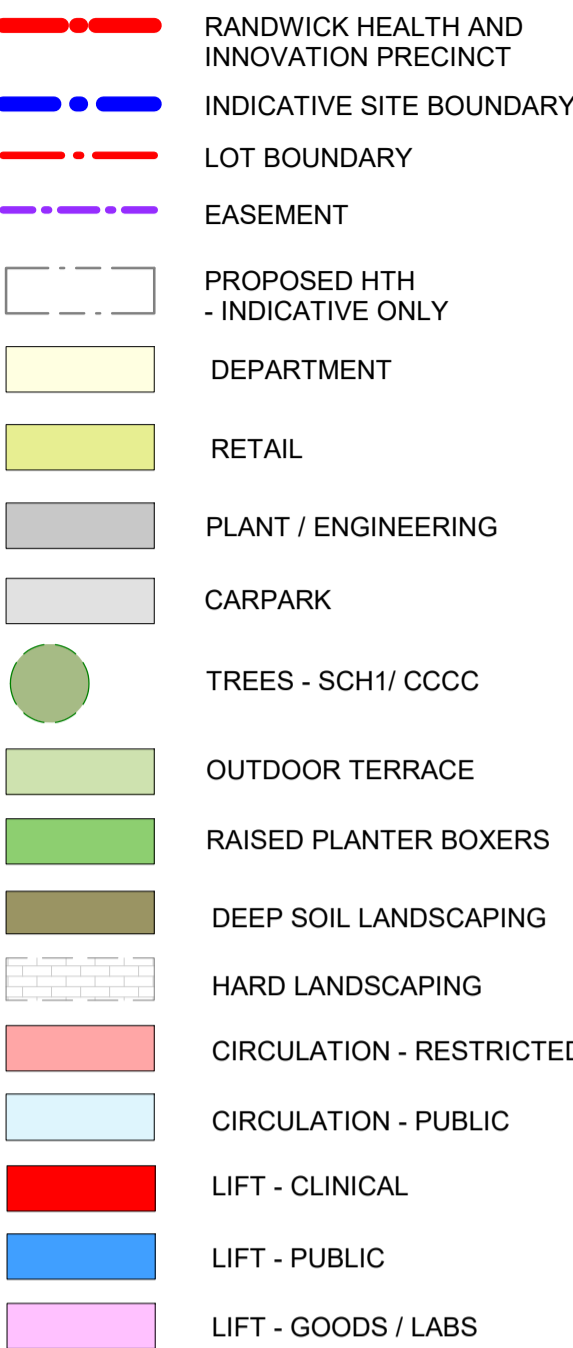 RANDWICK HEALTH AND
INNOVATION PRECINCT
INDICATIVE SITE BOUNDARY
LOT BOUNDARY
EASEMENT
PROPOSED HTH
- INDICATIVE ONLY
DEPARTMENT
RETAIL
PLANT / ENGINEERING
CARPARK
TREES - SCH1/ CCCC
OUTDOOR TERRACE
RAISED PLANTER BOXERS
DEEP SOIL LANDSCAPING
HARD LANDSCAPING
CIRCULATION - RESTRICTED
CIRCULATION - PUBLIC
LIFT - CLINICAL
LIFT - PUBLIC
LIFT - GOODS / LABS